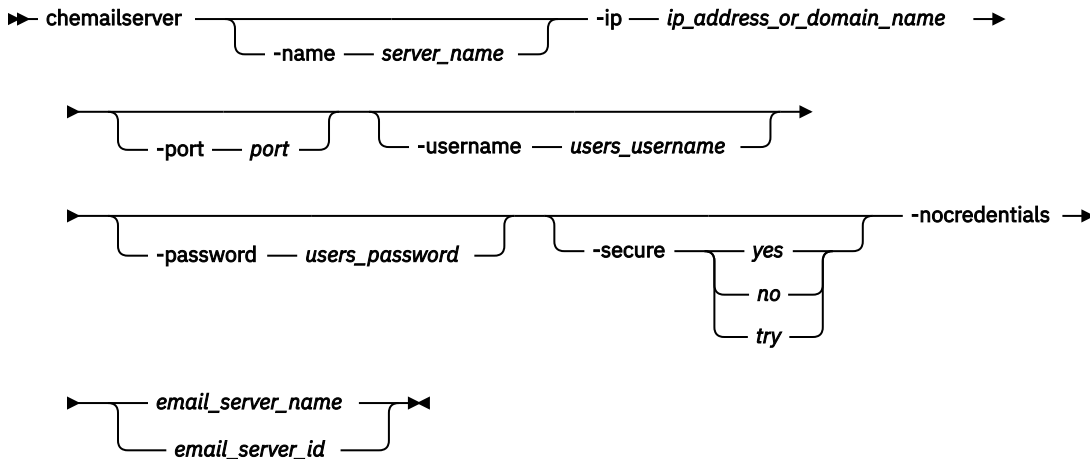 chemailserver -ip ip_address_or_domain_name
-name server_name
-port port -username users_username
-nocredentials
-password users_password -secure yes
no
try
email_server_name
email_server_id